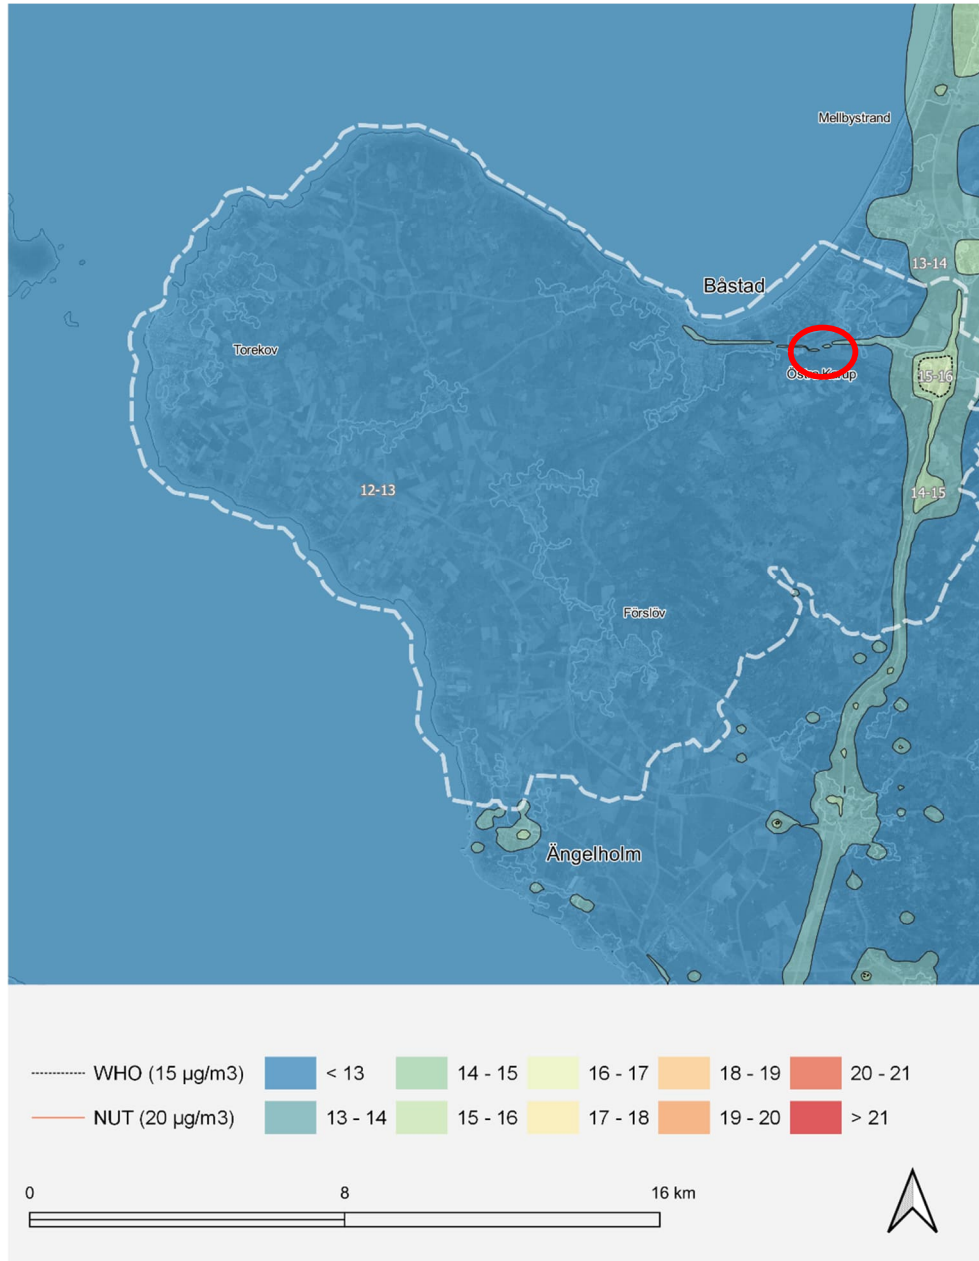 Mellbystrand
13-14
Båstad
Torekov
Östra Karup
15-16
12-13
14-15
Förslöv
Ängelholm
WHO (15 µg/m3)
< 13
14 - 15
16 - 17
18 - 19
20 - 21
NUT (20 µg/m3)
13 - 14
15 - 16
17 - 18
19 - 20
> 21
0
8
16 km